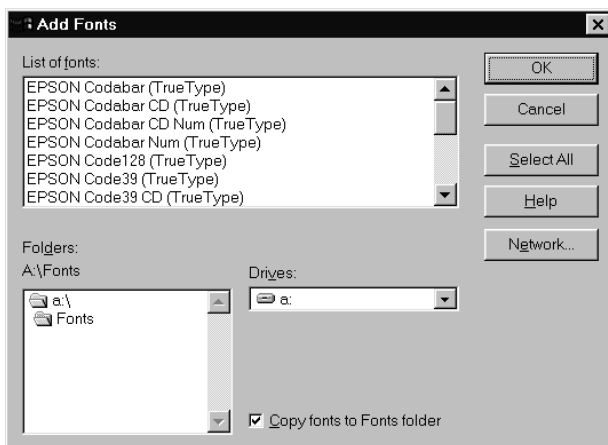 Add Fonts
List of fonts:
EPSON Codabar (TrueType)
EPSON Codabar CD (TrueType)
EPSON Codabar CD Num (TrueType)
EPSON Codabar Num (TrueType)
EPSON Code128 (TrueType)
EPSON Code39 (TrueType)
EPSON Code39 CD (TrueType)
OK
Cancel
Select All
Help
Network...
Folders:
A:\Fonts
a:\
Fonts
Drives:
a:
Copy fonts to Fonts folder